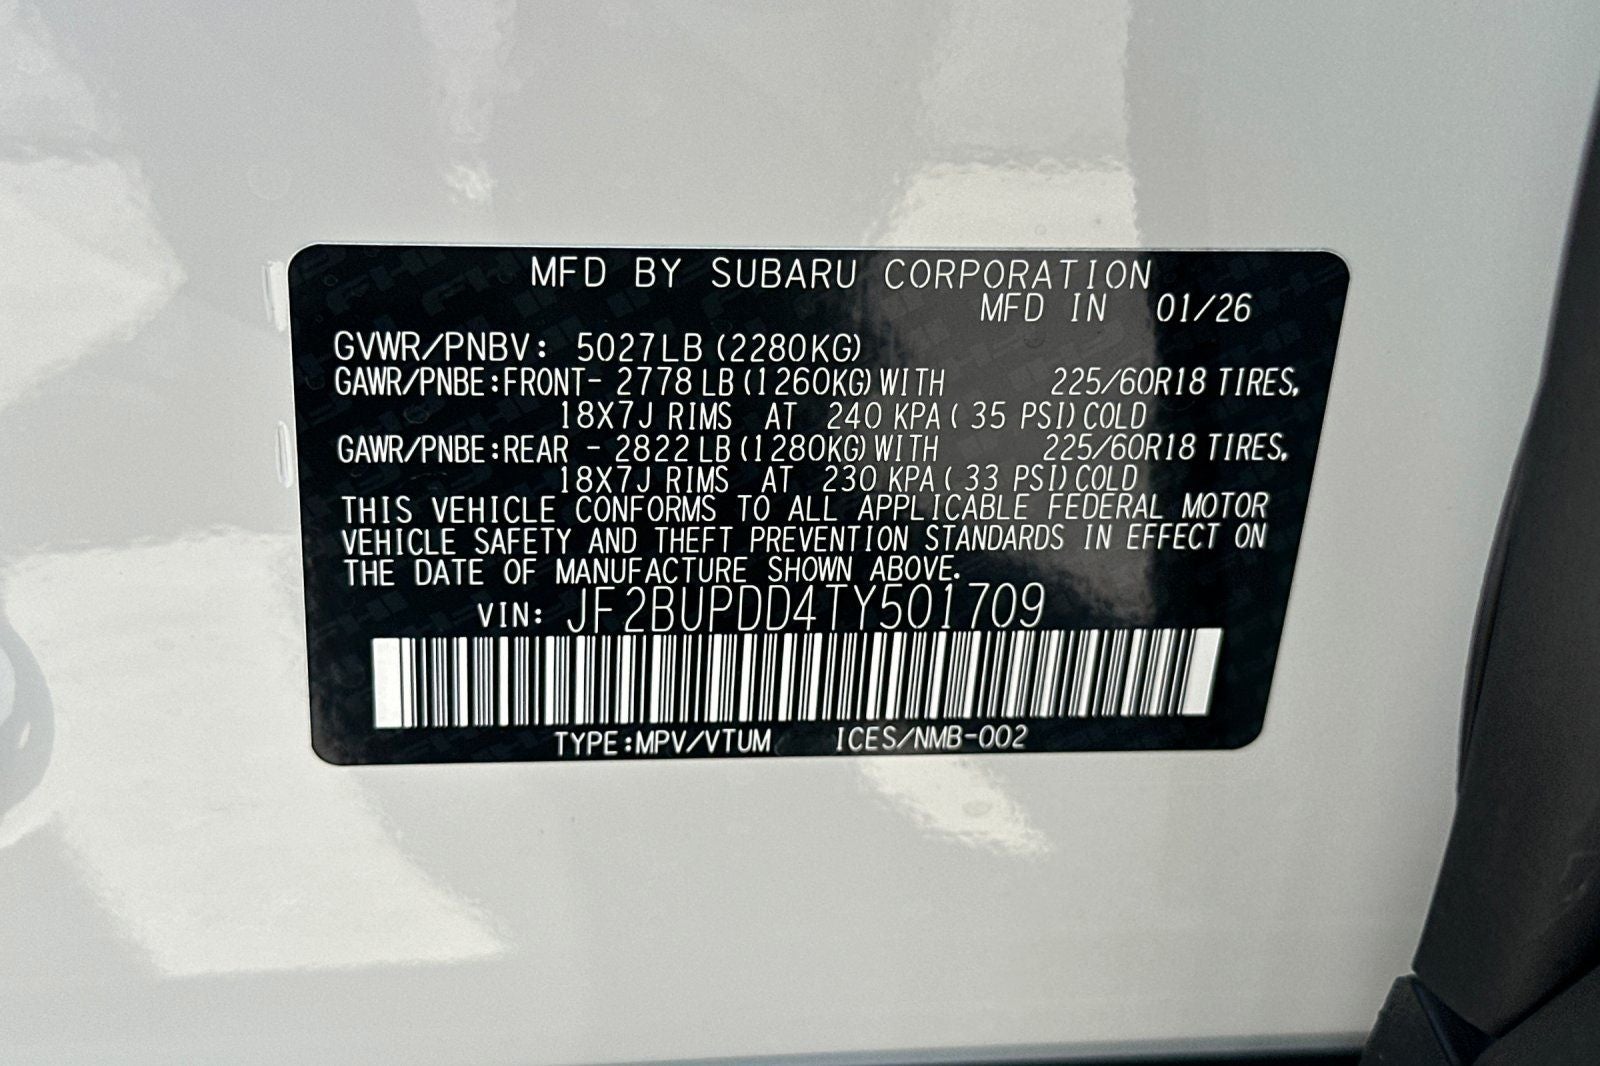 MFD BY SUBARU CORPORATION
MFD IN 01/26
GVWR/PNBV: 5027LB (2280KG)
GAWR/PNBE:FRONT- 2778 LB (1260KG) WITH 225/60R18 TIRES,
18X7J RIMS AT 240 KPA ( 35 PSI) COLD
GAWR/PNBE:REAR - 2822 LB (1280KG) WITH 225/60R18 TIRES,
18X7J RIMS AT 230 KPA ( 33 PSI) COLD
THIS VEHICLE CONFORMS TO ALL APPLICABLE FEDERAL MOTOR
VEHICLE SAFETY AND THEFT PREVENTION STANDARDS IN EFFECT ON
THE DATE OF MANUFACTURE SHOWN ABOVE.
VIN: JF2BUPDD4TY501709
TYPE:MPV/VTUM ICES/NMB-002